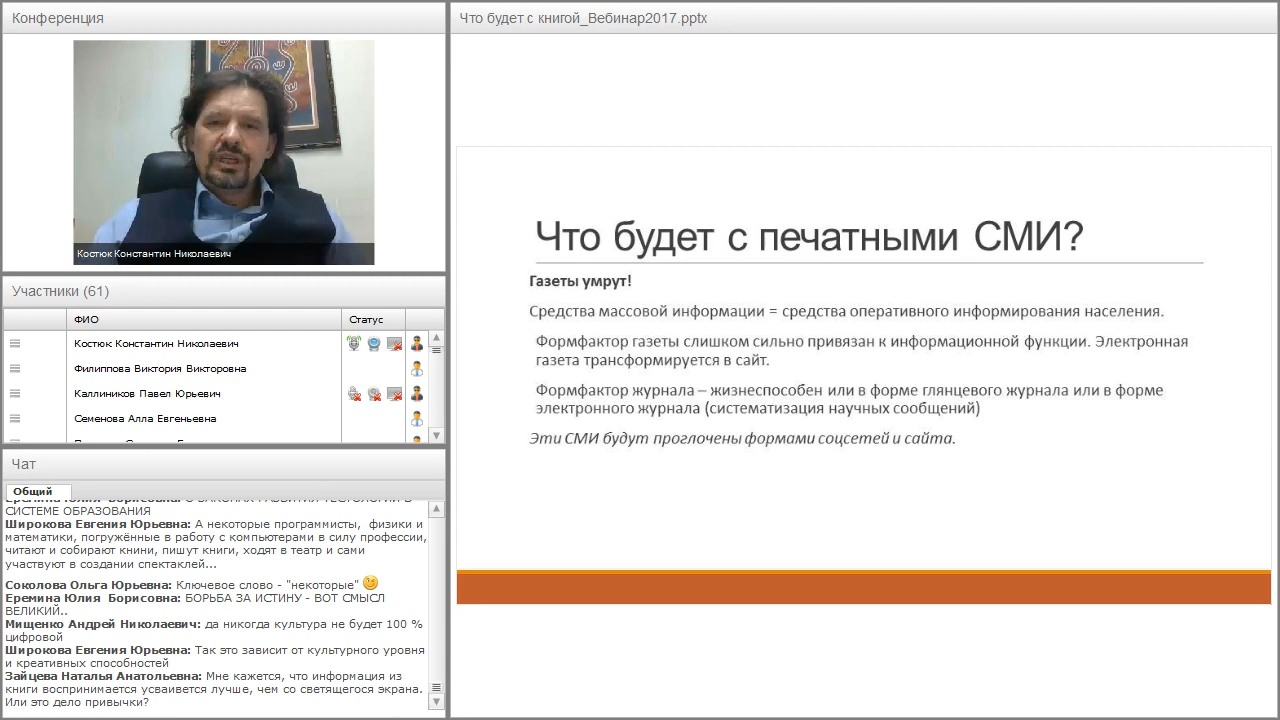 Конференция
Костюк Константин Николаевич
Участники (61)
ФИО
Статус
Костюк Константин Николаевич
Филиппова Виктория Викторовна
Каллиников Павел Юрьевич
Семенова Алла Евгеньевна
Чат
Общий
СИСТЕМЕ ОБРАЗОВАНИЯ
Широкова Евгения Юрьевна: А некоторые программисты, физики и
математики, погружённые в работу с компьютерами в силу профессии,
читают и собирают книни, пишут книги, ходят в театр и сами
участвуют в создании спектаклей...
Соколова Ольга Юрьевна: Ключевое слово - "некоторые"
Еремина Юлия Борисовна: БОРЬБА ЗА ИСТИНУ - ВОТ СМЫСЛ
ВЕЛИКИЙ..
Мищенко Андрей Николаевич: да никогда культура не будет 100 %
цифровой
Широкова Евгения Юрьевна: Так это зависит от культурного уровня
и креативных способностей
Зайцева Наталья Анатольевна: Мне кажется, что информация из
книги воспринимается усваивется лучше, чем со светящегося экрана.
Или это дело привычки?
Что будет с книгой_Вебинар2017.pptx
Что будет с печатными СМИ?
Газеты умрут!
Средства массовой информации = средства оперативного информирования населения.
Формфактор газеты слишком сильно привязан к информационной функции. Электронная
газета трансформируется в сайт.
Формфактор журнала – жизнеспособен или в форме глянцевого журнала или в форме
электронного журнала (систематизация научных сообщений)
Эти СМИ будут проглочены формами соцсетей и сайта.